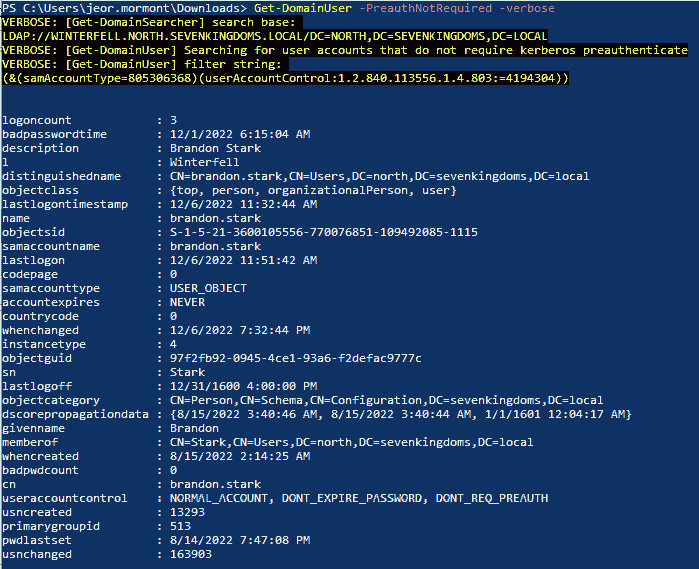 PS C:\Users\jeor.mormont\Downloads> Get-DomainUser -PreauthNotRequired -verbose
VERBOSE: [Get-DomainSearcher] search base:
LDAP://WINTERFELL.NORTH.SEVENKINGDOMS.LOCAL/DC=NORTH,DC=SEVENKINGDOMS,DC=LOCAL
VERBOSE: [Get-DomainUser] Searching for user accounts that do not require kerberos preauthenticate
VERBOSE: [Get-DomainUser] filter string:
(&(samAccountType=805306368)(userAccountControl:1.2.840.113556.1.4.803:=4194304))
logoncount : 3
badpasswordtime : 12/1/2022 6:15:04 AM
description : Brandon Stark
l : Winterfell
distinguishedname : CN=brandon.stark,CN=Users,DC=north,DC=sevenkingdoms,DC=local
objectclass : {top, person, organizationalPerson, user}
lastlogontimestamp : 12/6/2022 11:32:44 AM
name : brandon.stark
objectsid : S-1-5-21-3600105556-770076851-109492085-1115
samaccountname : brandon.stark
lastlogon : 12/6/2022 11:51:42 AM
codepage : 0
samaccounttype : USER_OBJECT
accountexpires : NEVER
countrycode : 0
whenchanged : 12/6/2022 7:32:44 PM
instancetype : 4
objectguid : 97f2fb92-0945-4ce1-93a6-f2defac9777c
sn : Stark
lastlogoff : 12/31/1600 4:00:00 PM
objectcategory : CN=Person,CN=Schema,CN=Configuration,DC=sevenkingdoms,DC=local
dscorepropagationdata : {8/15/2022 3:40:46 AM, 8/15/2022 3:40:44 AM, 1/1/1601 12:04:17 AM}
givenname : Brandon
memberof : CN=Stark,CN=Users,DC=north,DC=sevenkingdoms,DC=local
whencreated : 8/15/2022 2:14:25 AM
badpwdcount : 0
cn : brandon.stark
useraccountcontrol : NORMAL_ACCOUNT, DONT_EXPIRE_PASSWORD, DONT_REQ_PREAUTH
usncreated : 13293
primarygroupid : 513
pwdlastset : 8/14/2022 7:47:08 PM
usnchanged : 163903